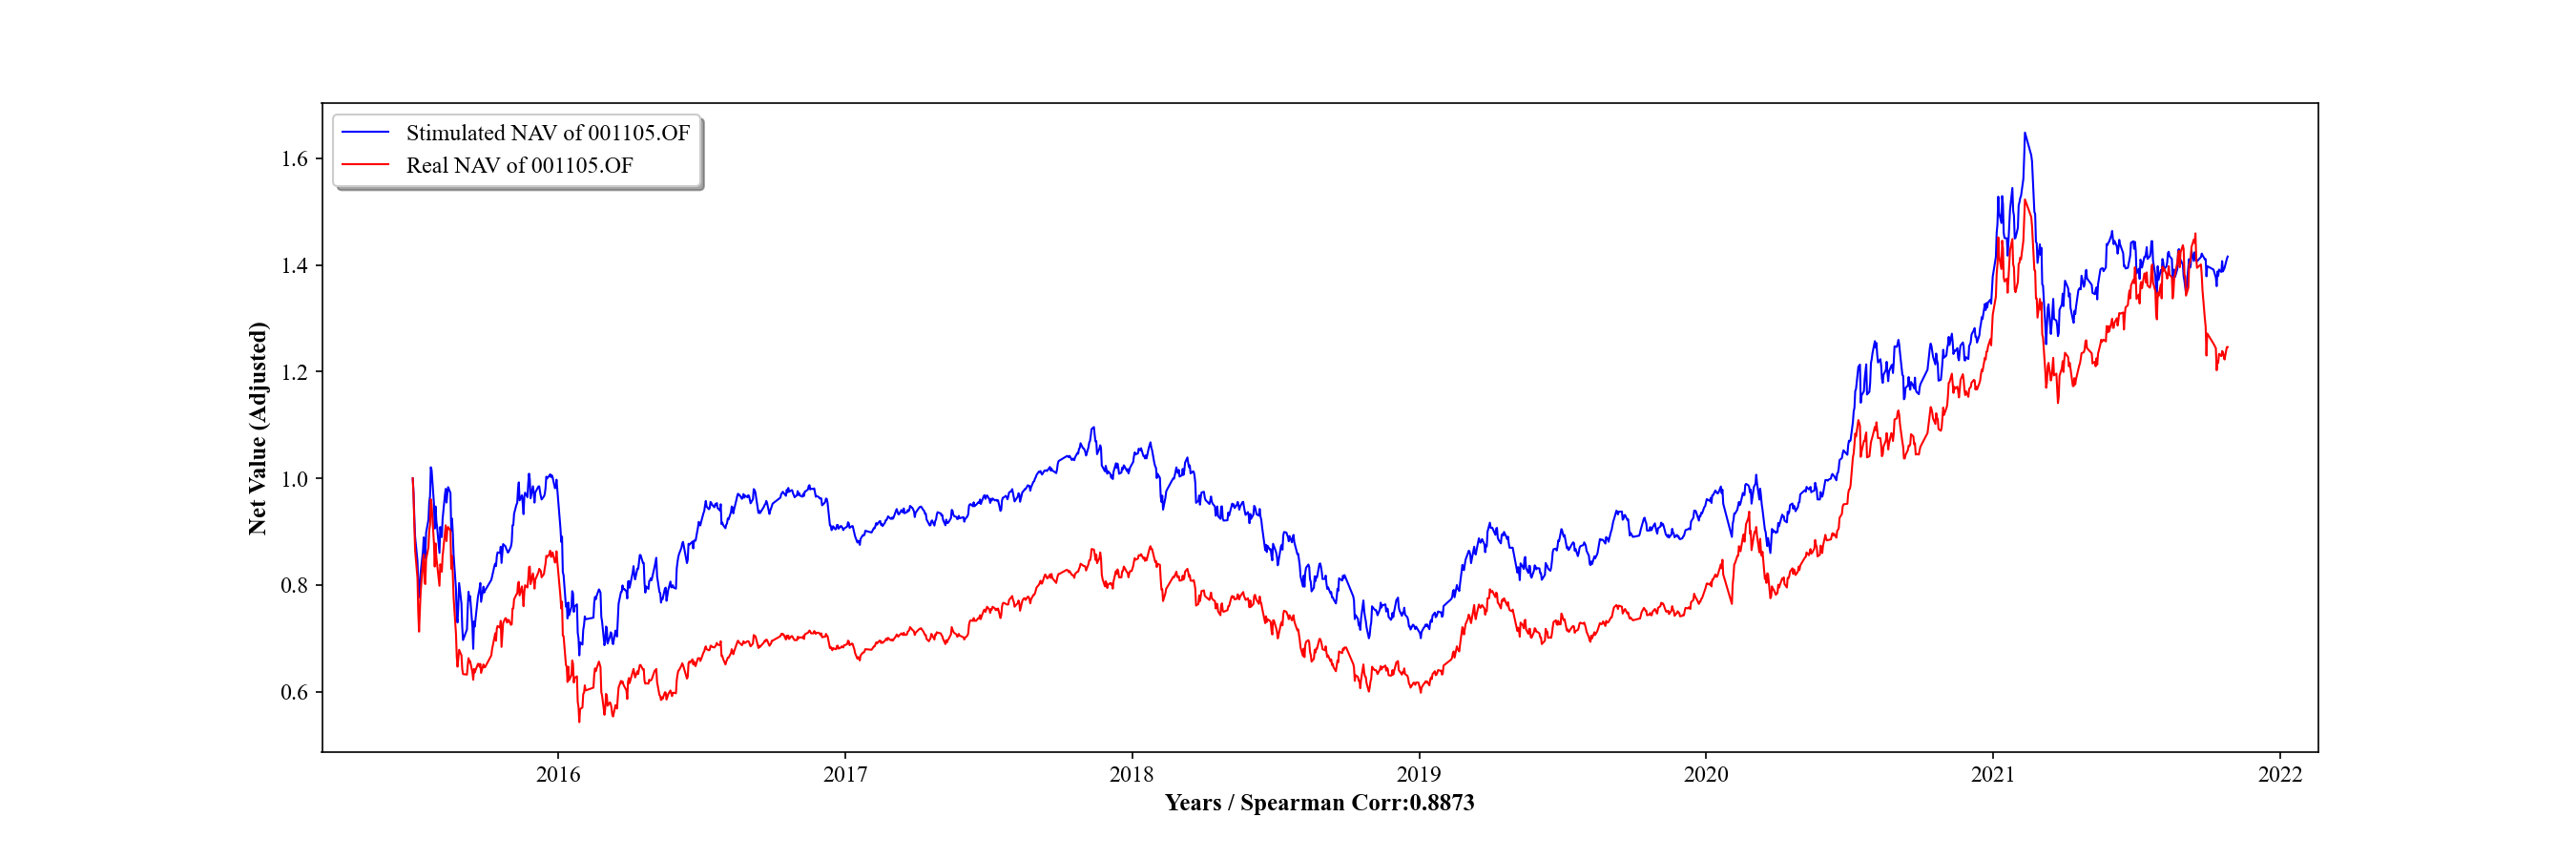 Stimulated NAV of 001105.OF
Real NAV of 001105.OF
Net Value (Adjusted)
1.6
1.4
1.2
1.0
0.8
0.6
2016 2017 2018 2019 2020 2021 2022
Years / Spearman Corr:0.8873